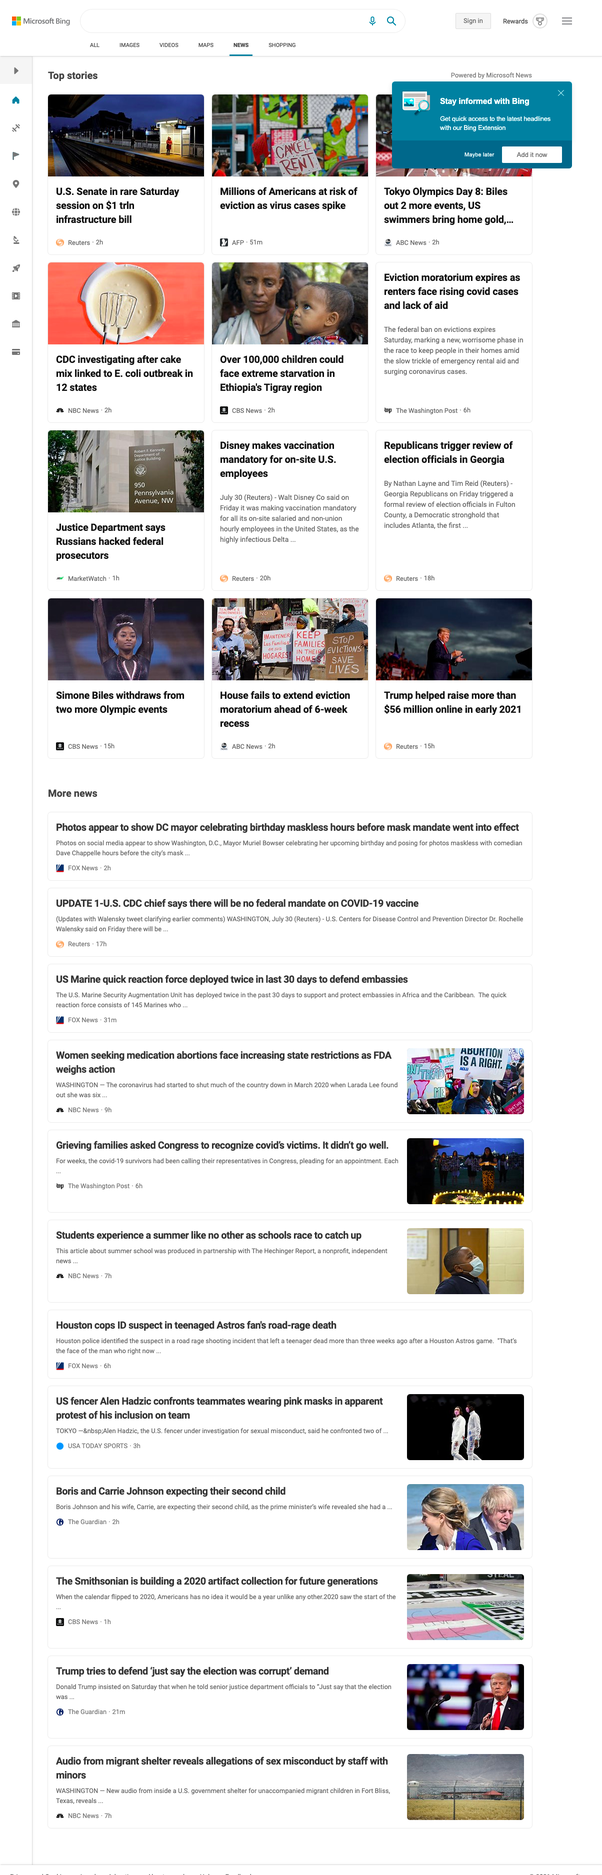 Microsoft Bing
Sign in
Rewards
ALL
IMAGES
VIDEOS
MAPS
NEWS
SHOPPING
Top stories
Powered by Microsoft News
Stay informed with Bing
Get quick access to the latest headlines
with our Bing Extension
Maybe later
Add it now
CANCEL
RENT
U.S. Senate in rare Saturday
session on $1 trln
infrastructure bill
Reuters · 2h
Millions of Americans at risk of
eviction as virus cases spike
AFP · 51m
Tokyo Olympics Day 8: Biles
out 2 more events, US
swimmers bring home gold,...
ABC News · 2h
CDC investigating after cake
mix linked to E. coli outbreak in
12 states
NBC News · 2h
Over 100,000 children could
face extreme starvation in
Ethiopia's Tigray region
CBS News · 2h
Eviction moratorium expires as
renters face rising covid cases
and lack of aid
The federal ban on evictions expires
Saturday, marking a new, worrisome phase in
the race to keep people in their homes amid
the slow trickle of emergency rental aid and
surging coronavirus cases.
The Washington Post · 6h
950
Pennsylvania
Avenue, NW
Justice Department says
Russians hacked federal
prosecutors
MarketWatch · 1h
Disney makes vaccination
mandatory for on-site U.S.
employees
July 30 (Reuters) - Walt Disney Co said on
Friday it was making vaccination mandatory
for all its on-site salaried and non-union
hourly employees in the United States, as the
highly infectious Delta ...
Reuters · 20h
Republicans trigger review of
election officials in Georgia
By Nathan Layne and Tim Reid (Reuters) -
Georgia Republicans on Friday triggered a
formal review of election officials in Fulton
County, a Democratic stronghold that
includes Atlanta, the first ...
Reuters · 18h
KEEP
FAMILIES
IN THEIR
HOMES
STOP
EVICTIONS
SAVE
LIVES
Simone Biles withdraws from
two more Olympic events
CBS News · 15h
House fails to extend eviction
moratorium ahead of 6-week
recess
ABC News · 2h
Trump helped raise more than
$56 million online in early 2021
Reuters · 15h
More news
Photos appear to show DC mayor celebrating birthday maskless hours before mask mandate went into effect
Photos on social media appear to show Washington, D.C., Mayor Muriel Bowser celebrating her upcoming birthday and posing for photos maskless with comedian
Dave Chappelle hours before the city's mask ...
FOX News · 2h
UPDATE 1-U.S. CDC chief says there will be no federal mandate on COVID-19 vaccine
(Updates with Walensky tweet clarifying earlier comments) WASHINGTON, July 30 (Reuters) - U.S. Centers for Disease Control and Prevention Director Dr. Rochelle
Walensky said on Friday there will be ...
Reuters · 17h
US Marine quick reaction force deployed twice in last 30 days to defend embassies
The U.S. Marine Security Augmentation Unit has deployed twice in the past 30 days to support and protect embassies in Africa and the Caribbean. The quick
reaction force consists of 145 Marines who ...
FOX News · 31m
Women seeking medication abortions face increasing state restrictions as FDA
weighs action
WASHINGTON — The coronavirus had started to shut much of the country down in March 2020 when Larada Lee found
out she was six ...
NBC News · 9h
ABORTION
IS A RIGHT.
Grieving families asked Congress to recognize covid's victims. It didn't go well.
For weeks, the covid-19 survivors had been calling their representatives in Congress, pleading for an appointment. Each
...
The Washington Post · 6h
Students experience a summer like no other as schools race to catch up
This article about summer school was produced in partnership with The Hechinger Report, a nonprofit, independent
news ...
NBC News · 7h
Houston cops ID suspect in teenaged Astros fan's road-rage death
Houston police identified the suspect in a road rage shooting incident that left a teenager dead more than three weeks ago after a Houston Astros game. "That's
the face of the man who right now ...
FOX News · 6h
US fencer Alen Hadzic confronts teammates wearing pink masks in apparent
protest of his inclusion on team
TOKYO —&nbsp;Alen Hadzic, the U.S. fencer under investigation for sexual misconduct, said he confronted two of ...
USA TODAY SPORTS · 3h
Boris and Carrie Johnson expecting their second child
Boris Johnson and his wife, Carrie, are expecting their second child, as the prime minister's wife revealed she had a ...
The Guardian · 2h
The Smithsonian is building a 2020 artifact collection for future generations
When the calendar flipped to 2020, Americans has no idea it would be a year unlike any other.2020 saw the start of the
...
CBS News · 1h
Trump tries to defend 'just say the election was corrupt' demand
Donald Trump insisted on Saturday that when he told senior justice department officials to "Just say that the election
was ...
The Guardian · 21m
Audio from migrant shelter reveals allegations of sex misconduct by staff with
minors
WASHINGTON — New audio from inside a U.S. government shelter for unaccompanied migrant children in Fort Bliss,
Texas, reveals ...
NBC News · 7h